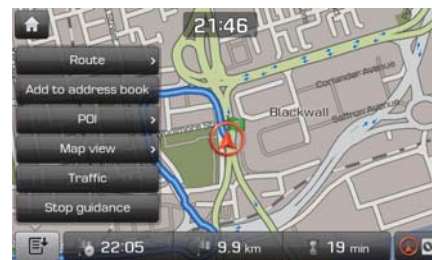 21:46
Route
Add to address book
POI
Map view
Traffic
Stop guidance
Coriander Avenue
Blackwall
Saffron Avenue
22:05
9.9 km
19 min